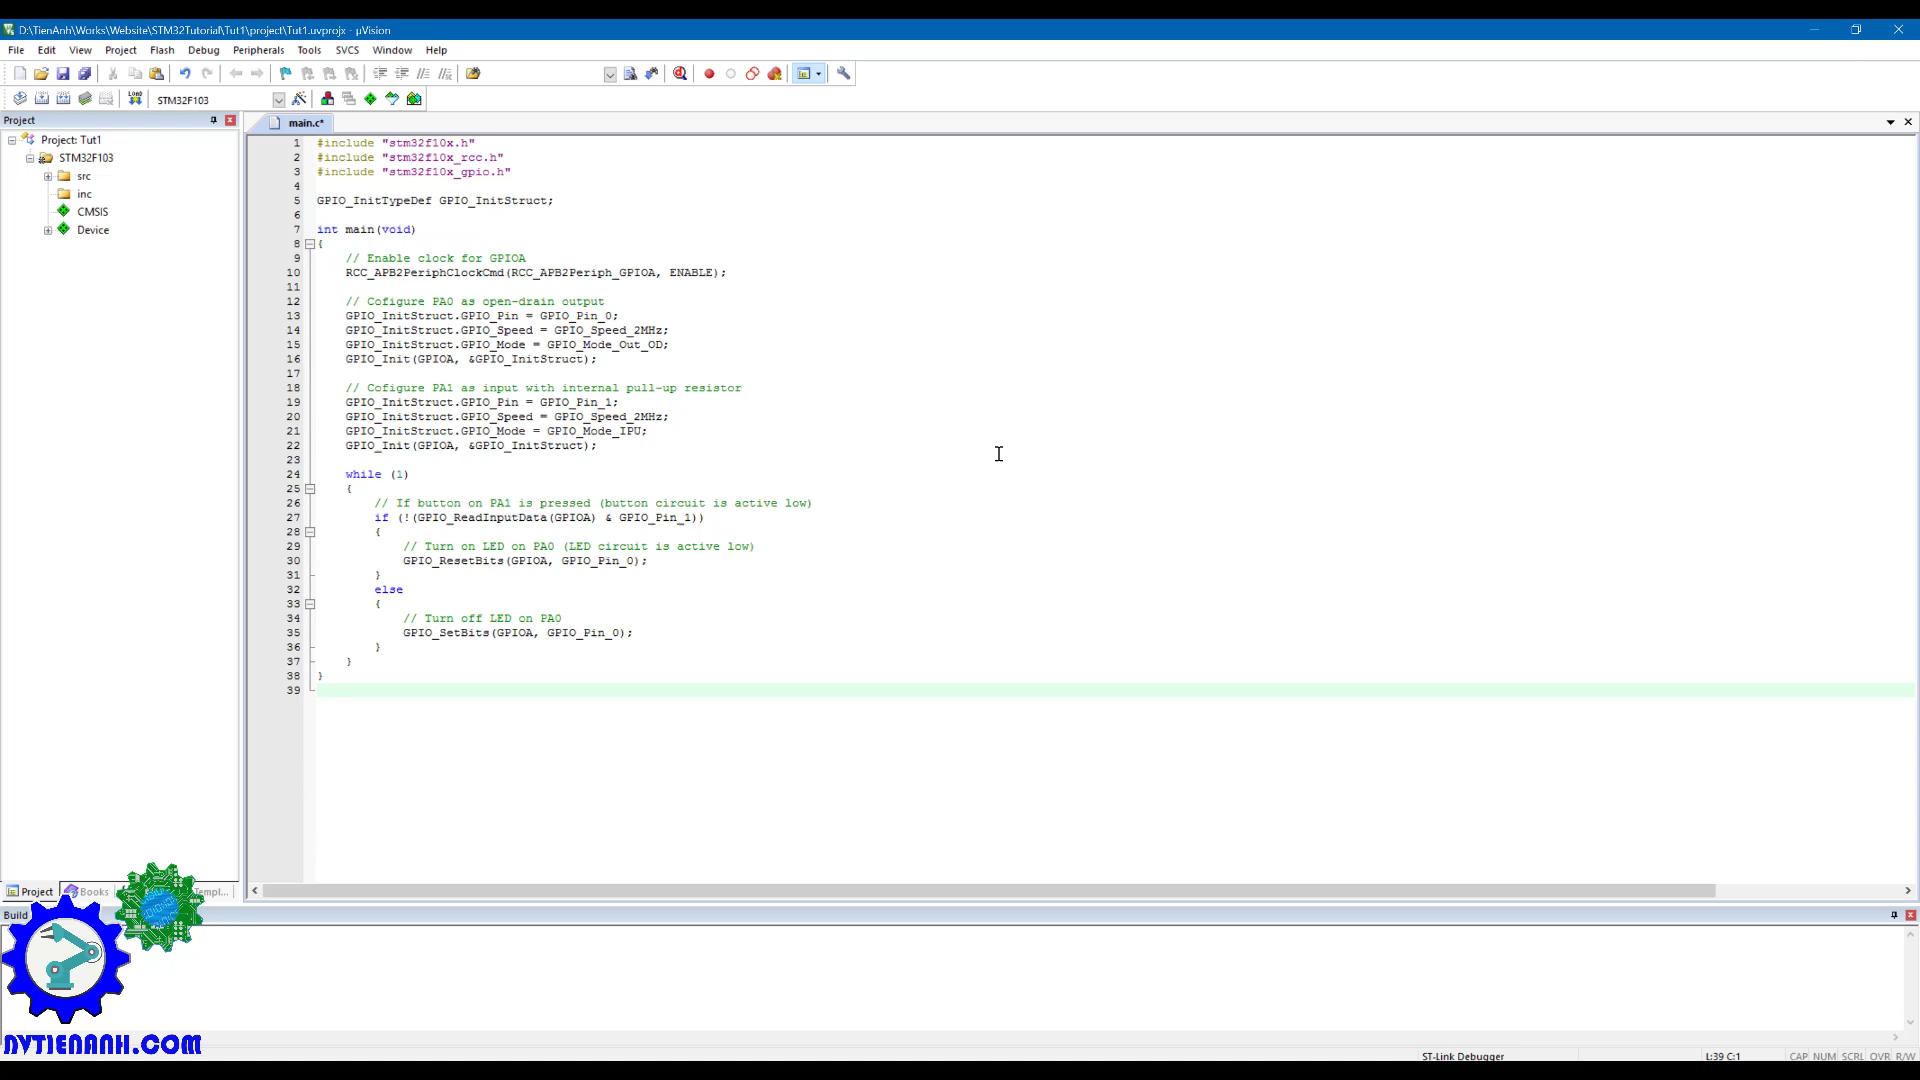 D:\TienAnh\Works\Website\STM32Tutorial\Tut1\project\Tut1.uvprojx - µVision
File Edit View Project Flash Debug Peripherals Tools SVCS Window Help
LOAD STM32F103
Project
main.c*
Project: Tut1
STM32F103
src
inc
CMSIS
Device
1 #include "stm32f10x.h"
2 #include "stm32f10x_rcc.h"
3 #include "stm32f10x_gpio.h"
4
5 GPIO_InitTypeDef GPIO_InitStruct;
6
7 int main(void)
8 {
9 // Enable clock for GPIOA
10 RCC_APB2PeriphClockCmd(RCC_APB2Periph_GPIOA, ENABLE);
11
12 // Cofigure PA0 as open-drain output
13 GPIO_InitStruct.GPIO_Pin = GPIO_Pin_0;
14 GPIO_InitStruct.GPIO_Speed = GPIO_Speed_2MHz;
15 GPIO_InitStruct.GPIO_Mode = GPIO_Mode_Out_OD;
16 GPIO_Init(GPIOA, &GPIO_InitStruct);
17
18 // Cofigure PA1 as input with internal pull-up resistor
19 GPIO_InitStruct.GPIO_Pin = GPIO_Pin_1;
20 GPIO_InitStruct.GPIO_Speed = GPIO_Speed_2MHz;
21 GPIO_InitStruct.GPIO_Mode = GPIO_Mode_IPU;
22 GPIO_Init(GPIOA, &GPIO_InitStruct);
23
24 while (1)
25 {
26 // If button on PA1 is pressed (button circuit is active low)
27 if (!(GPIO_ReadInputData(GPIOA) & GPIO_Pin_1))
28 {
29 // Turn on LED on PA0 (LED circuit is active low)
30 GPIO_ResetBits(GPIOA, GPIO_Pin_0);
31 }
32 else
33 {
34 // Turn off LED on PA0
35 GPIO_SetBits(GPIOA, GPIO_Pin_0);
36 }
37 }
38 }
39
Project Books Templ...
Build
NVTIENANH.COM
ST-Link Debugger L:39 C:1 CAP NUM SCRL OVR R/W